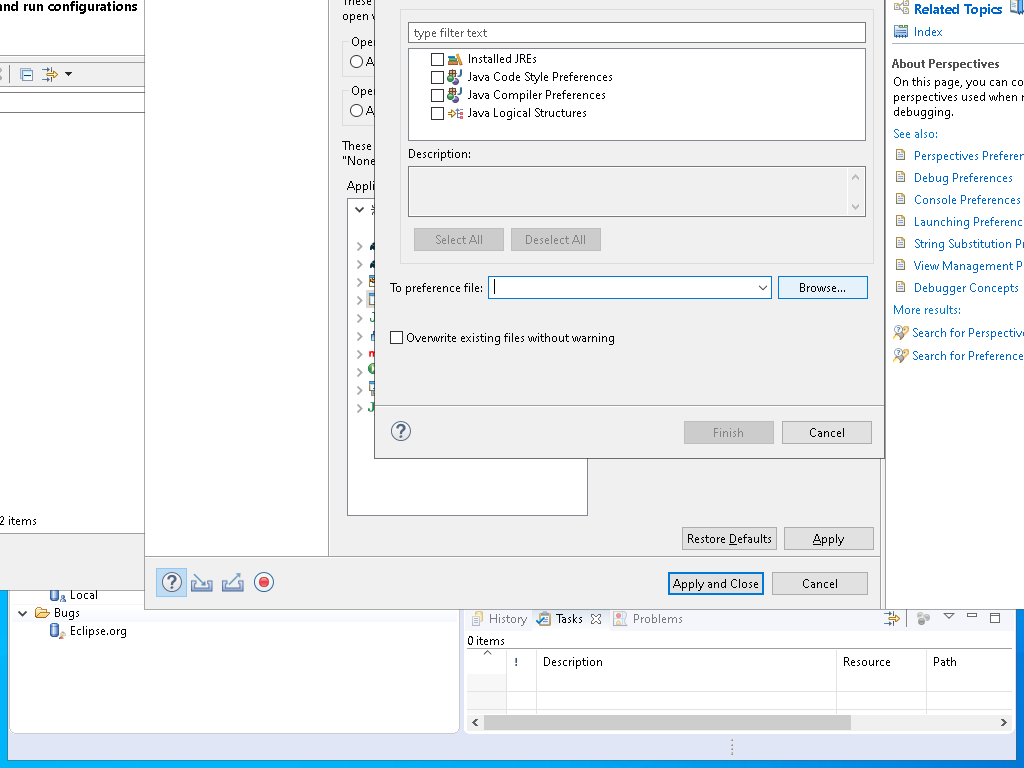 and run configurations
2 items
These
open w
Open
A
Open
A
These
"None
Appli
type filter text
Installed JREs
Java Code Style Preferences
Java Compiler Preferences
Java Logical Structures
Description:
Select All
Deselect All
To preference file:
Browse...
Overwrite existing files without warning
Finish
Cancel
Restore Defaults
Apply
Apply and Close
Cancel
Related Topics
Index
About Perspectives
On this page, you can co
perspectives used when r
debugging.
See also:
Perspectives Preferen
Debug Preferences
Console Preferences
Launching Preferenc
String Substitution Pr
View Management P
Debugger Concepts
More results:
Search for Perspectiv
Search for Preference
Local
Bugs
Eclipse.org
History
Tasks
Problems
0 items
! Description Resource Path